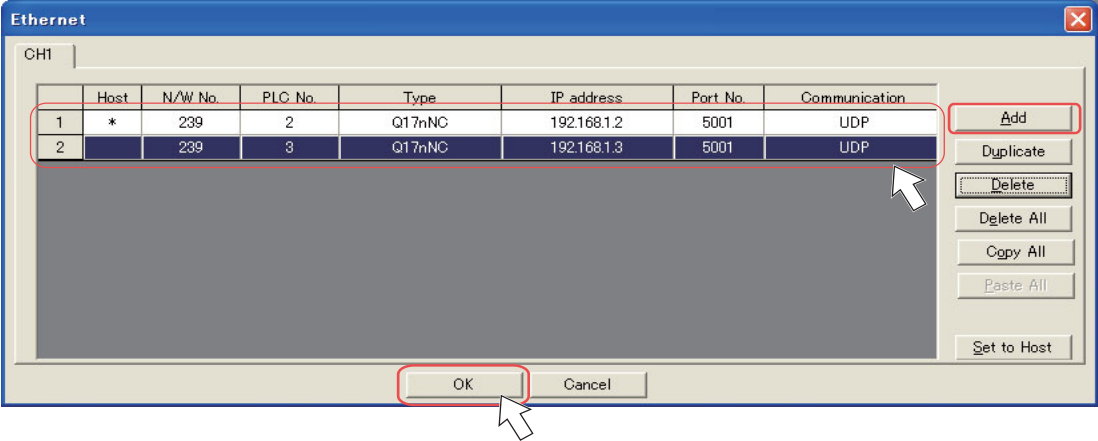 Ethernet
CH1
Host N/W No. PLC No. Type IP address Port No. Communication
1 * 239 2 Q17nNC 192.168.1.2 5001 UDP
2 239 3 Q17nNC 192.168.1.3 5001 UDP
Add
Duplicate
Delete
Delete All
Copy All
Paste All
Set to Host
OK Cancel